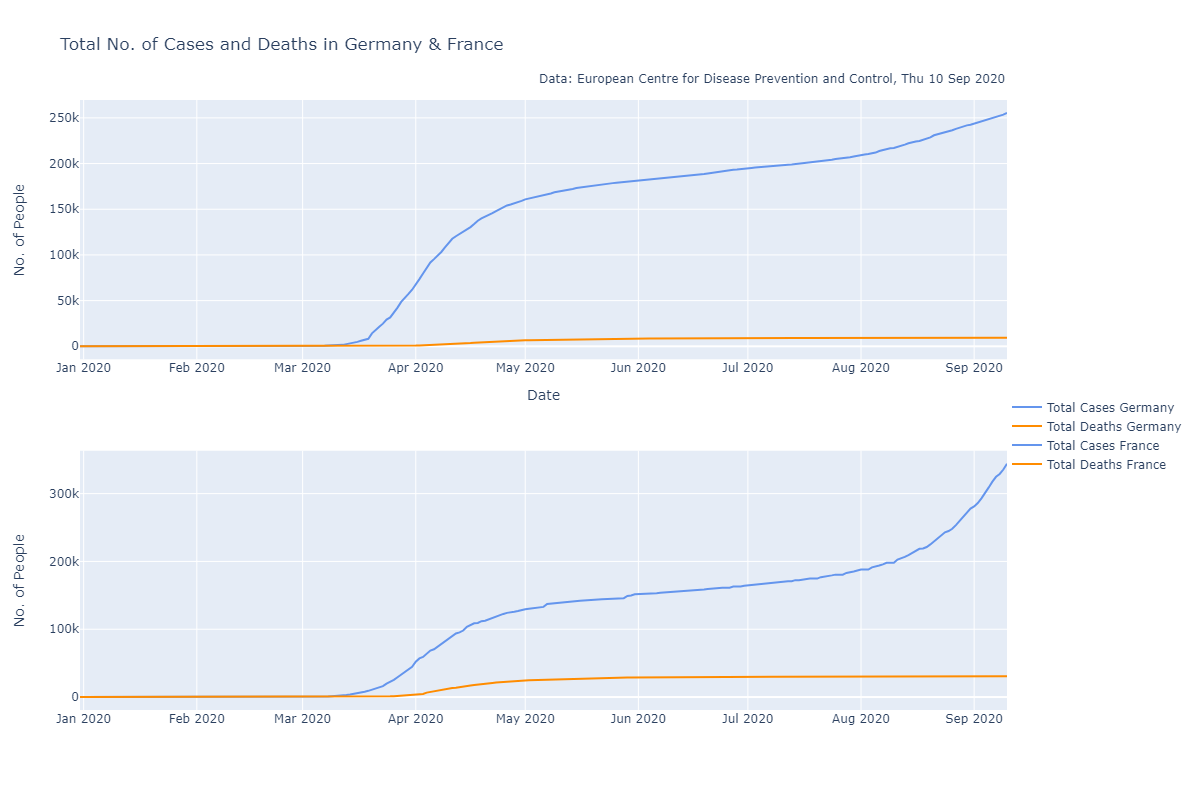 Total No. of Cases and Deaths in Germany & France
Data: European Centre for Disease Prevention and Control, Thu 10 Sep 2020
No. of People
250k
200k
150k
100k
50k
0
Jan 2020 Feb 2020 Mar 2020 Apr 2020 May 2020 Jun 2020 Jul 2020 Aug 2020 Sep 2020
Date
Total Cases Germany
Total Deaths Germany
Total Cases France
Total Deaths France
No. of People
300k
200k
100k
0
Jan 2020 Feb 2020 Mar 2020 Apr 2020 May 2020 Jun 2020 Jul 2020 Aug 2020 Sep 2020